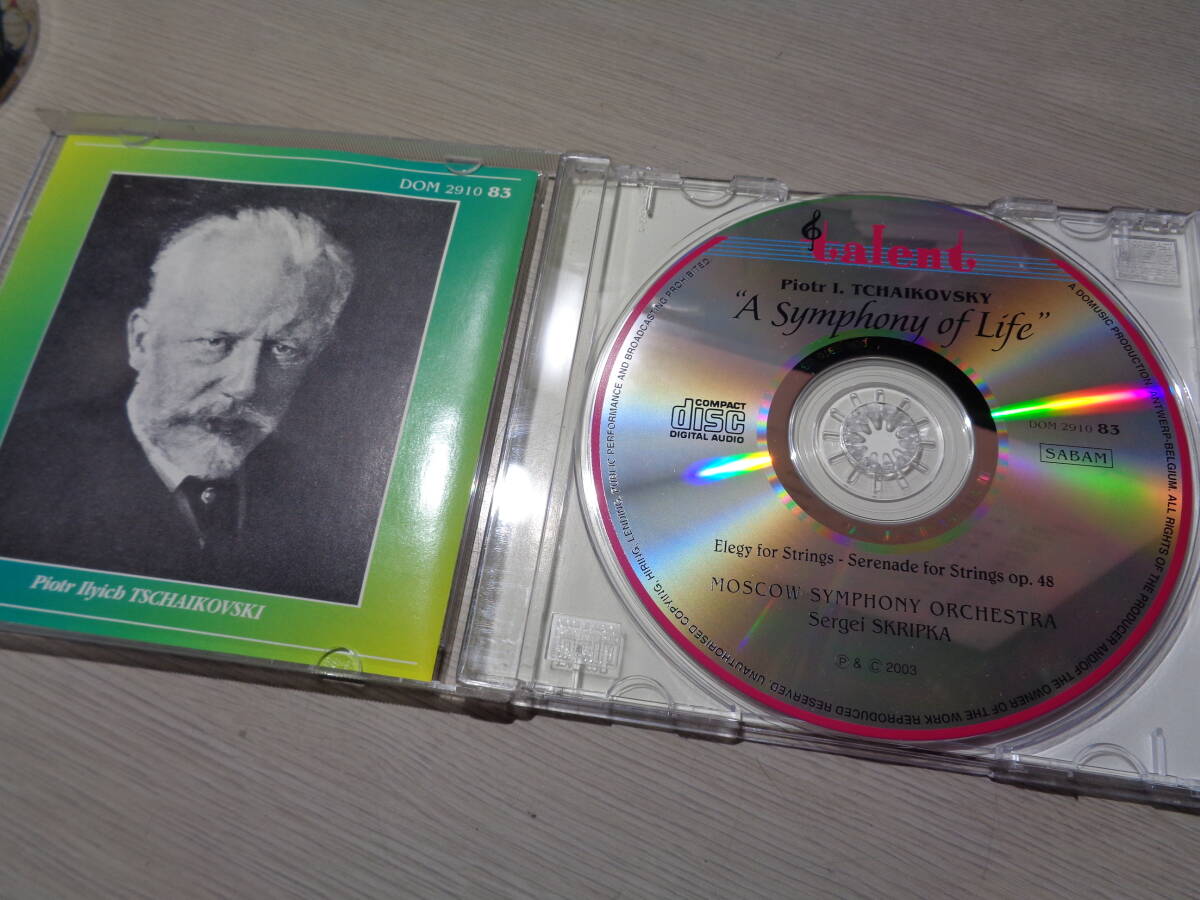 DOM 2910 83
Piotr Ilyich TSCHAIKOVSKI
talent
Piotr I. TCHAIKOVSKY
"A Symphony of Life"
COMPACT
disc
DIGITAL AUDIO
DOM 2910 83
SABAM
Elegy for Strings - Serenade for Strings op. 48
MOSCOW SYMPHONY ORCHESTRA
Sergei SKRIPKA
℗ & © 2003
A DOMUSIC PRODUCTION, ANTWERP-BELGIUM. ALL RIGHTS OF THE PRODUCER AND/OF THE OWNER OF THE WORK REPRODUCED RESERVED. UNAUTHORISED COPYING, HIRING, LENDING, PUBLIC PERFORMANCE AND BROADCASTING PROHIBITED.